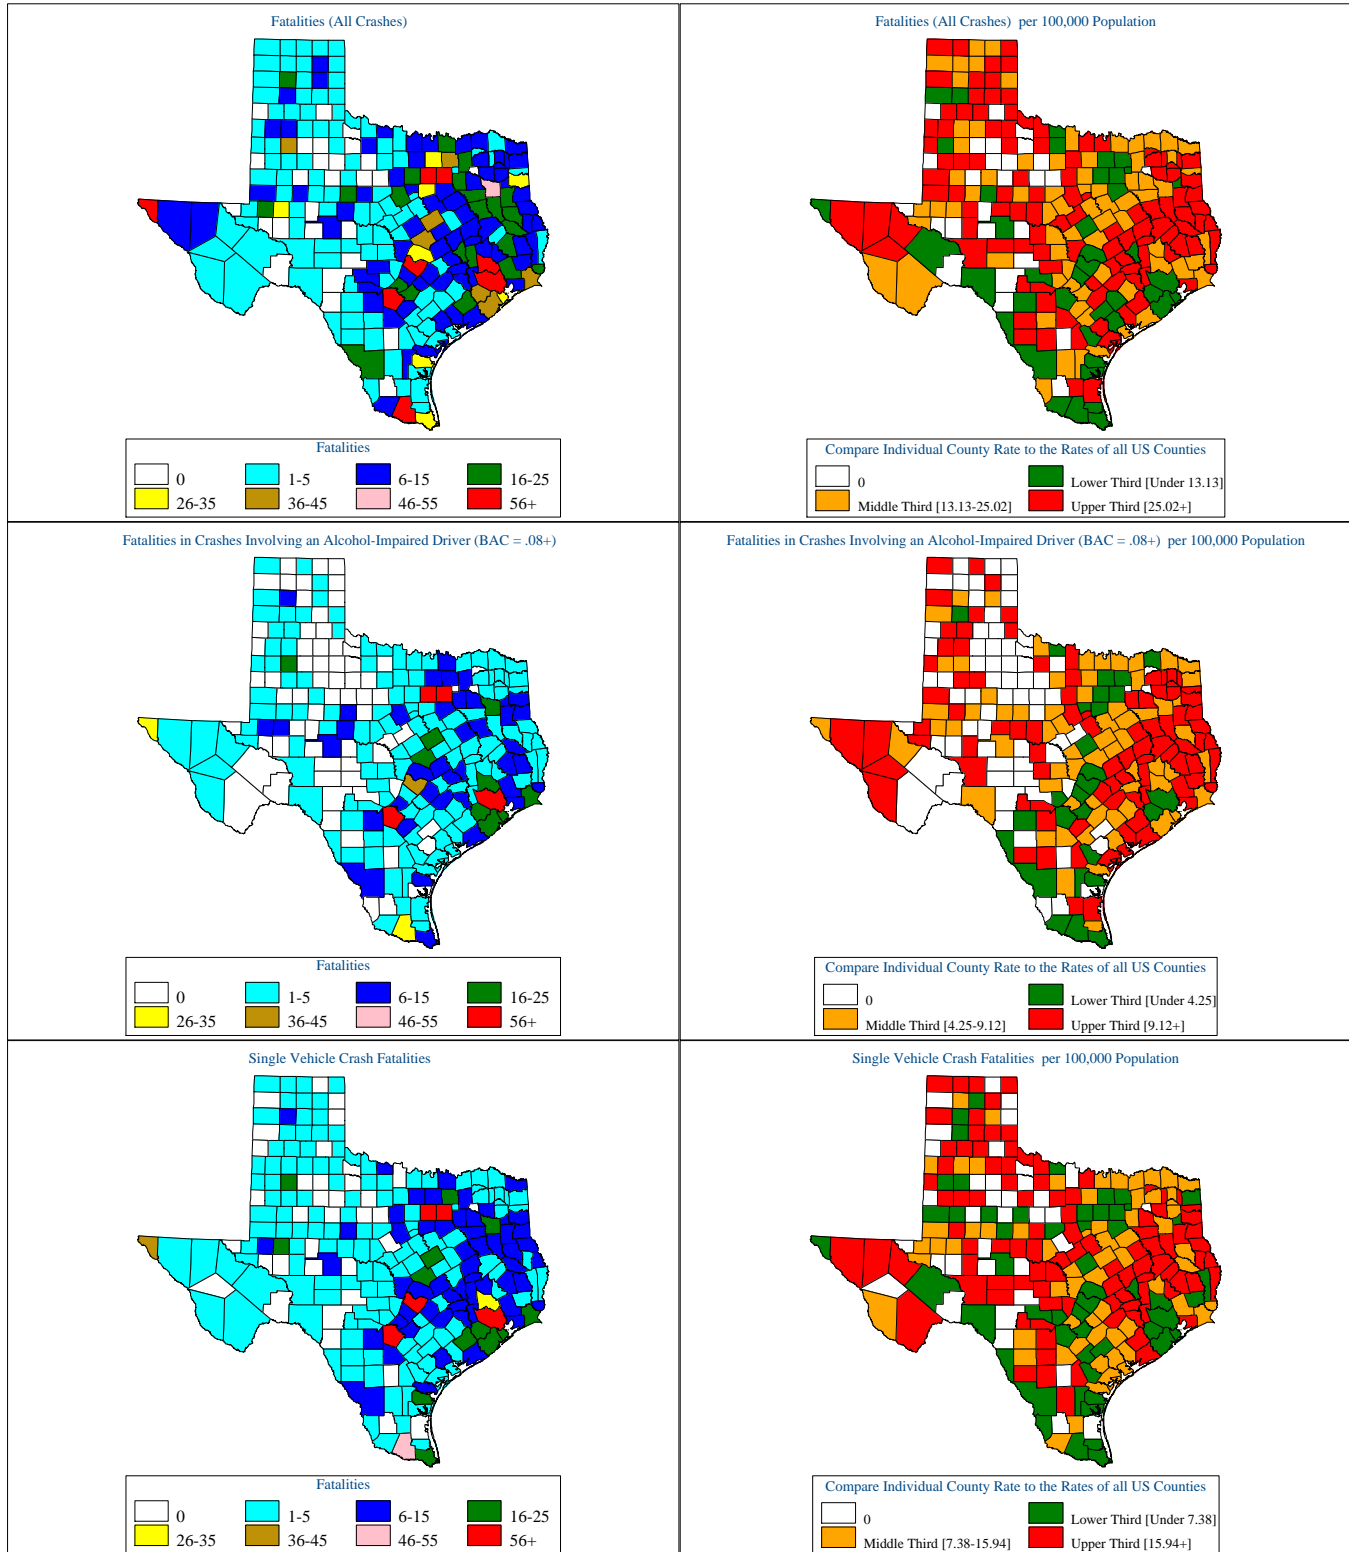 Fatalities (All Crashes)
Fatalities
0 1-5 6-15 16-25
26-35 36-45 46-55 56+
Fatalities (All Crashes) per 100,000 Population
Compare Individual County Rate to the Rates of all US Counties
0 Lower Third [Under 13.13]
Middle Third [13.13-25.02] Upper Third [25.02+]
Fatalities in Crashes Involving an Alcohol-Impaired Driver (BAC = .08+)
Fatalities
0 1-5 6-15 16-25
26-35 36-45 46-55 56+
Fatalities in Crashes Involving an Alcohol-Impaired Driver (BAC = .08+) per 100,000 Population
Compare Individual County Rate to the Rates of all US Counties
0 Lower Third [Under 4.25]
Middle Third [4.25-9.12] Upper Third [9.12+]
Single Vehicle Crash Fatalities
Fatalities
0 1-5 6-15 16-25
26-35 36-45 46-55 56+
Single Vehicle Crash Fatalities per 100,000 Population
Compare Individual County Rate to the Rates of all US Counties
0 Lower Third [Under 7.38]
Middle Third [7.38-15.94] Upper Third [15.94+]